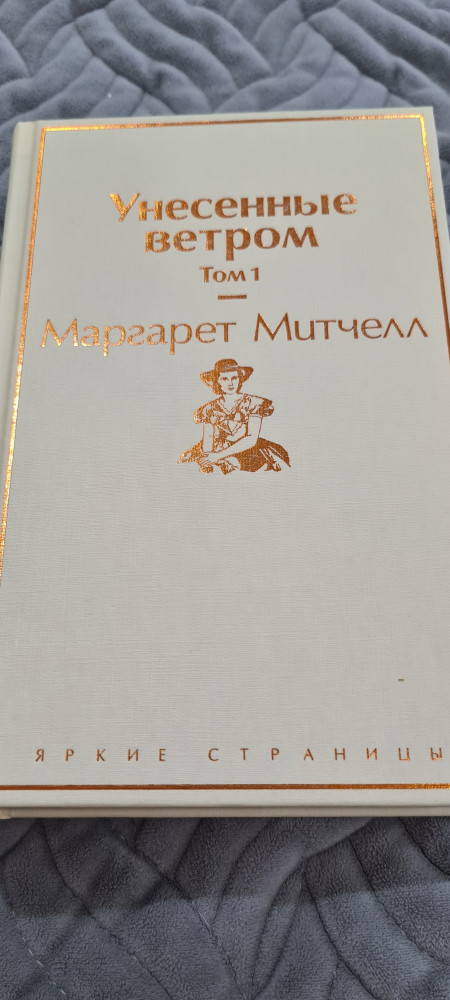 Унесенные
ветром
Том 1
Маргарет Митчелл
ЯРКИЕ СТРАНИЦЫ